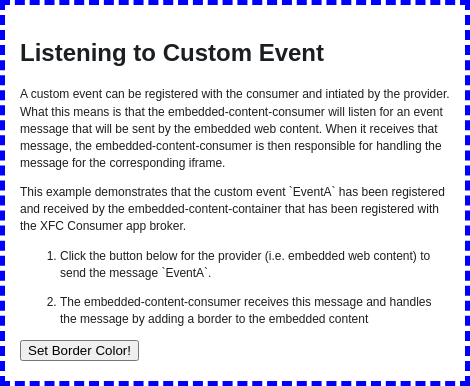 Listening to Custom Event
A custom event can be registered with the consumer and intiated by the provider.
What this means is that the embedded-content-consumer will listen for an event
message that will be sent by the embedded web content. When it receives that
message, the embedded-content-consumer is then responsible for handling the
message for the corresponding iframe.
This example demonstrates that the custom event `EventA` has been registered
and received by the embedded-content-container that has been registered with
the XFC Consumer app broker.
1. Click the button below for the provider (i.e. embedded web content) to
send the message `EventA`.
2. The embedded-content-consumer receives this message and handles
the message by adding a border to the embedded content
Set Border Color!